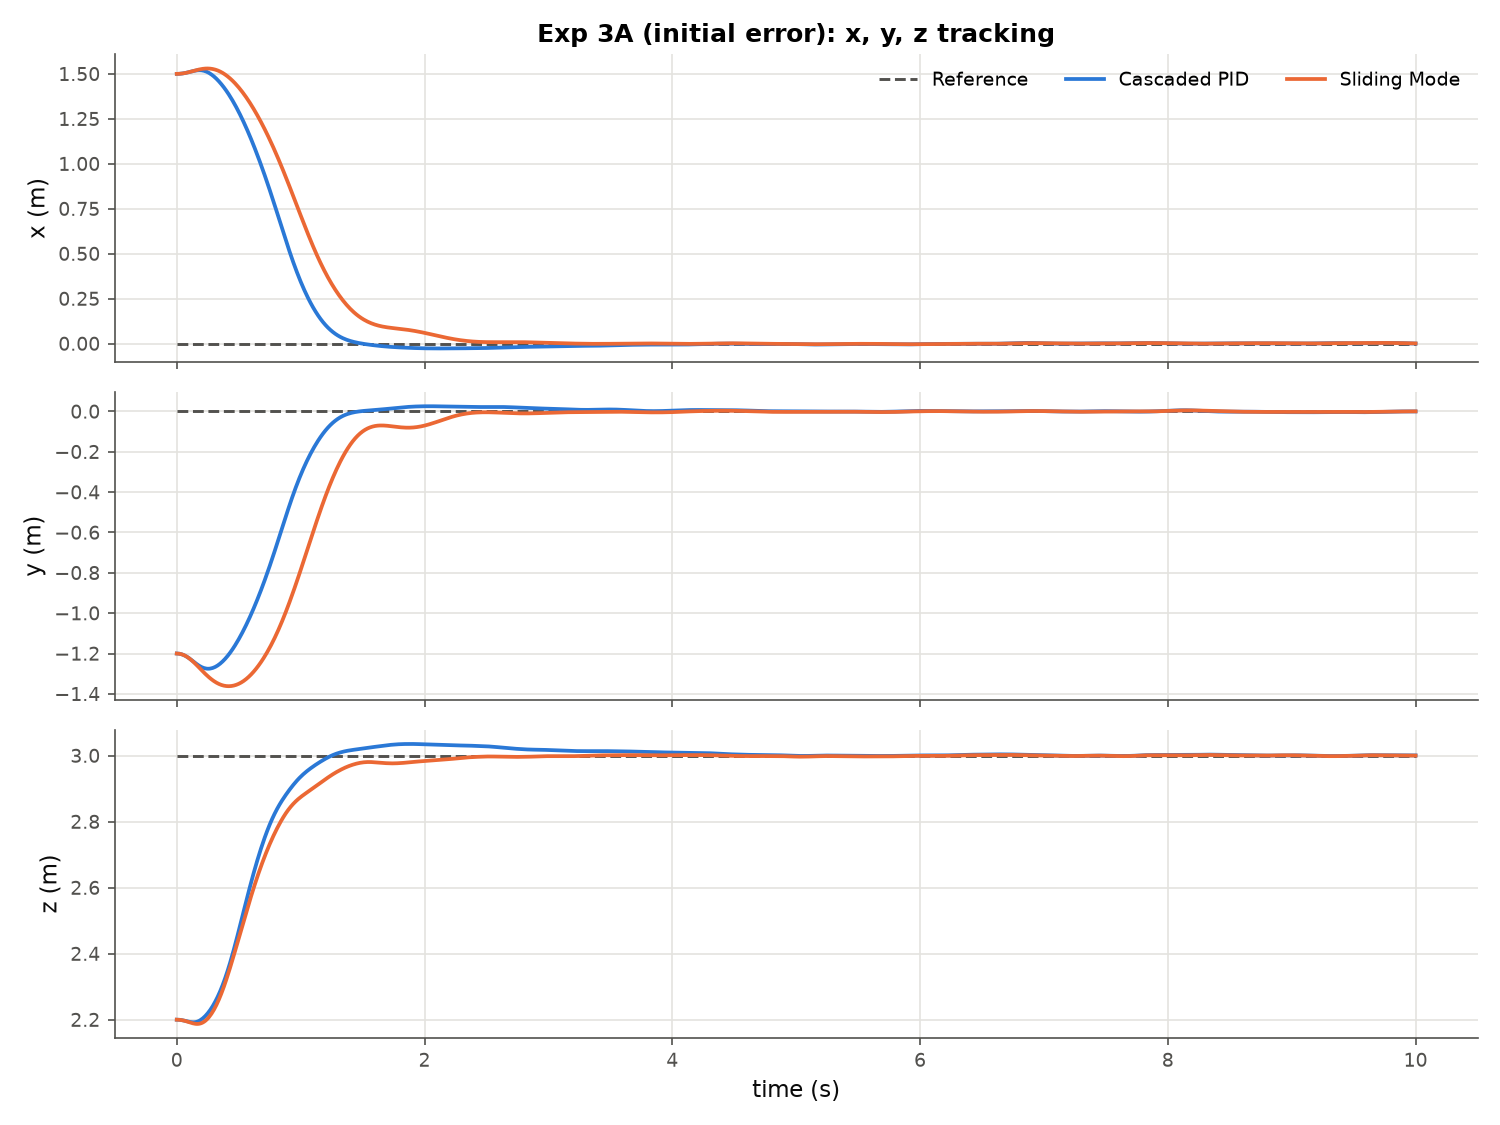 Exp 3A (initial error): x, y, z tracking
Reference Cascaded PID Sliding Mode
1.50
1.25
1.00
0.75
0.50
0.25
0.00
x (m)
0.0
−0.2
−0.4
−0.6
−0.8
−1.0
−1.2
−1.4
y (m)
3.0
2.8
2.6
2.4
2.2
z (m)
0 2 4 6 8 10
time (s)